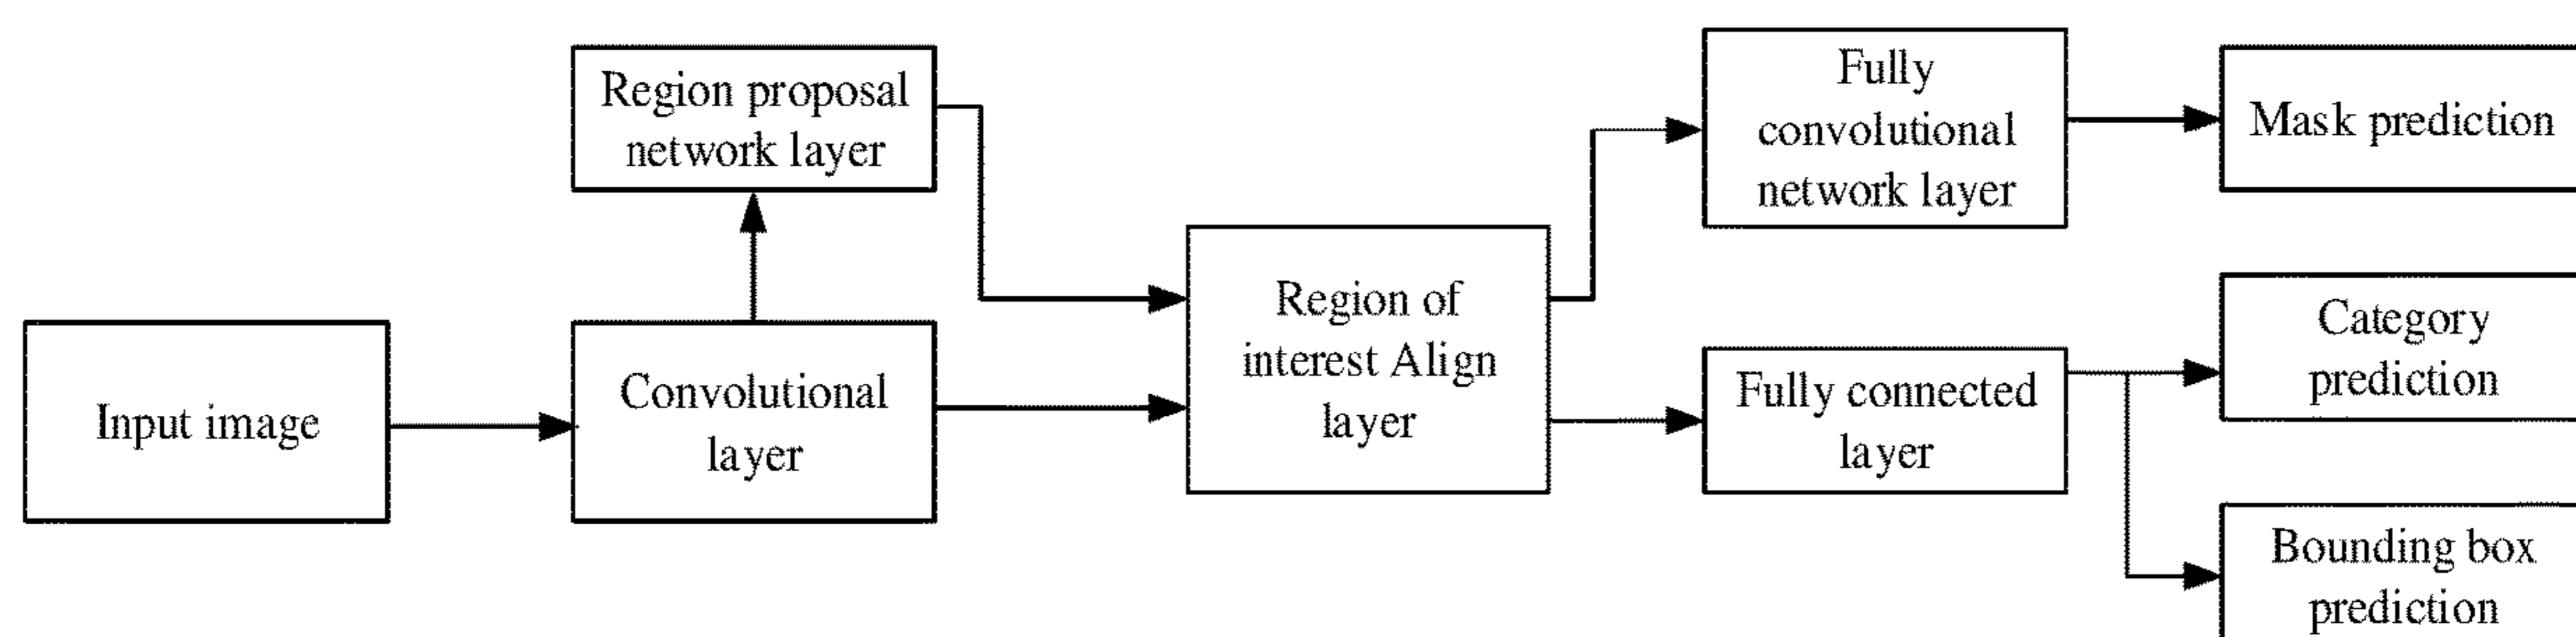 Region proposal
network layer
Fully
convolutional
network layer
Mask prediction
Input image
Convolutional
layer
Region of
interest Align
layer
Fully connected
layer
Category
prediction
Bounding box
prediction